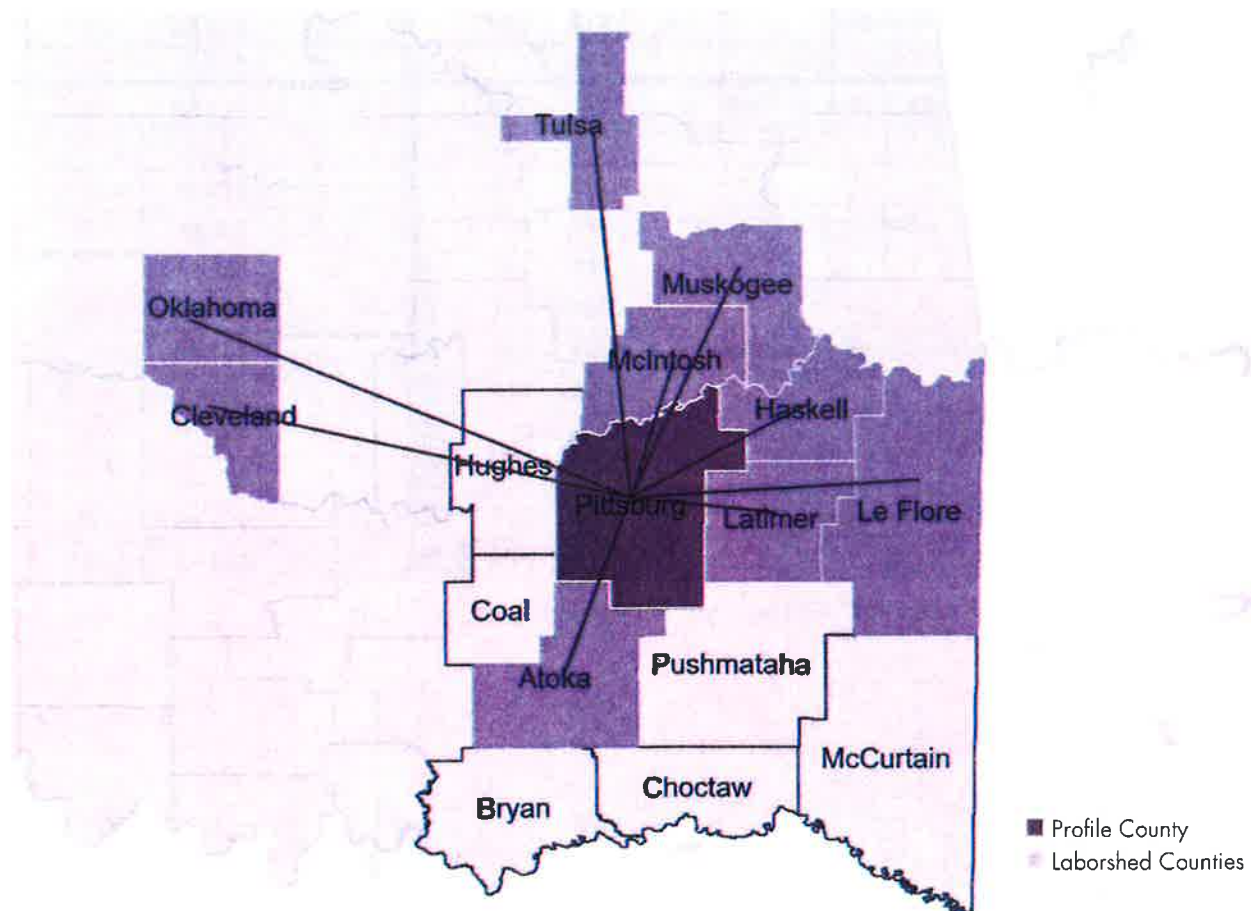 Tulsa
Muskogee
Oklahoma
McIntosh
Cleveland
Haskell
Hughes
Pittsburg
Latimer
Le Flore
Coal
Pushmataha
Atoka
McCurtain
Choctaw
Bryan
Profile County
Laborshed Counties